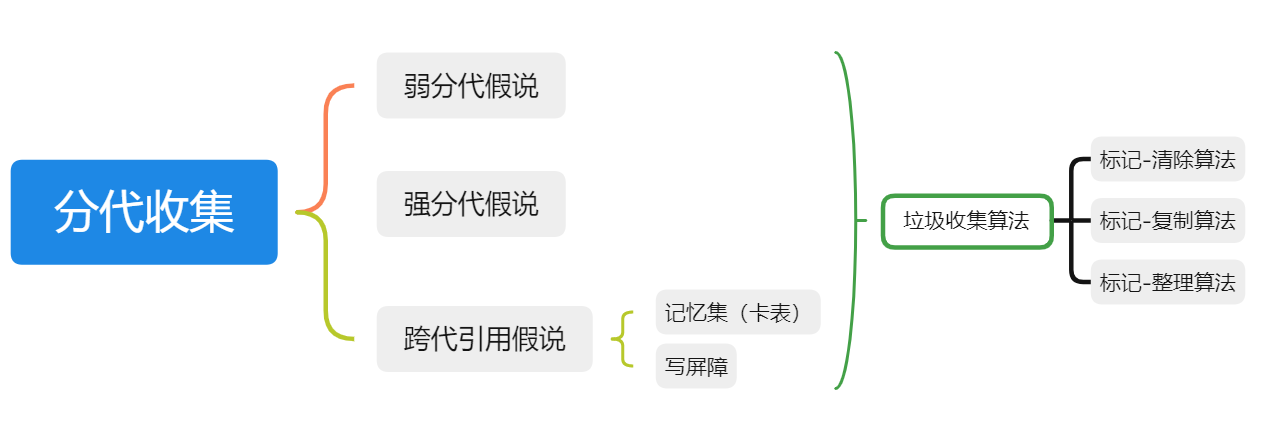 分代收集
弱分代假说
强分代假说
跨代引用假说
记忆集（卡表）
写屏障
垃圾收集算法
标记-清除算法
标记-复制算法
标记-整理算法